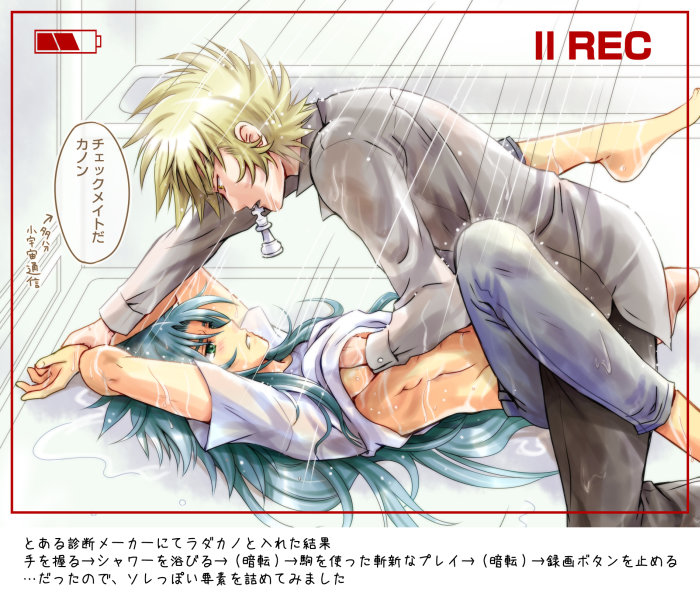 II REC
チェックメイトだ
カノン
↗多分
小宇宙通信
とある診断メーカーにてラダカノと入れた結果
手を握る→シャワーを浴びる→（暗転）→駒を使った斬新なプレイ→（暗転）→録画ボタンを止める
…だったので、ソレっぽい要素を詰めてみました